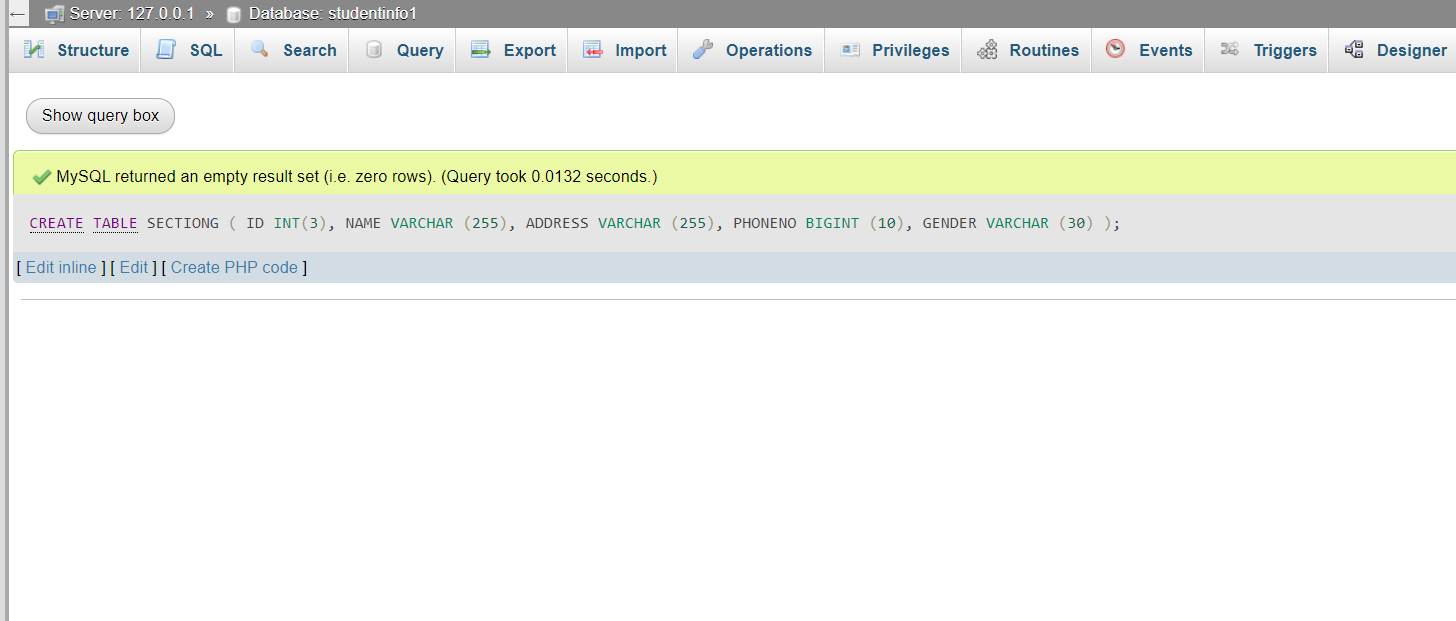 ← Server: 127.0.0.1 » Database: studentinfo1
Structure SQL Search Query Export Import Operations Privileges Routines Events Triggers Designer
Show query box
MySQL returned an empty result set (i.e. zero rows). (Query took 0.0132 seconds.)
CREATE TABLE SECTIONG ( ID INT(3), NAME VARCHAR (255), ADDRESS VARCHAR (255), PHONENO BIGINT (10), GENDER VARCHAR (30) );
[ Edit inline ] [ Edit ] [ Create PHP code ]